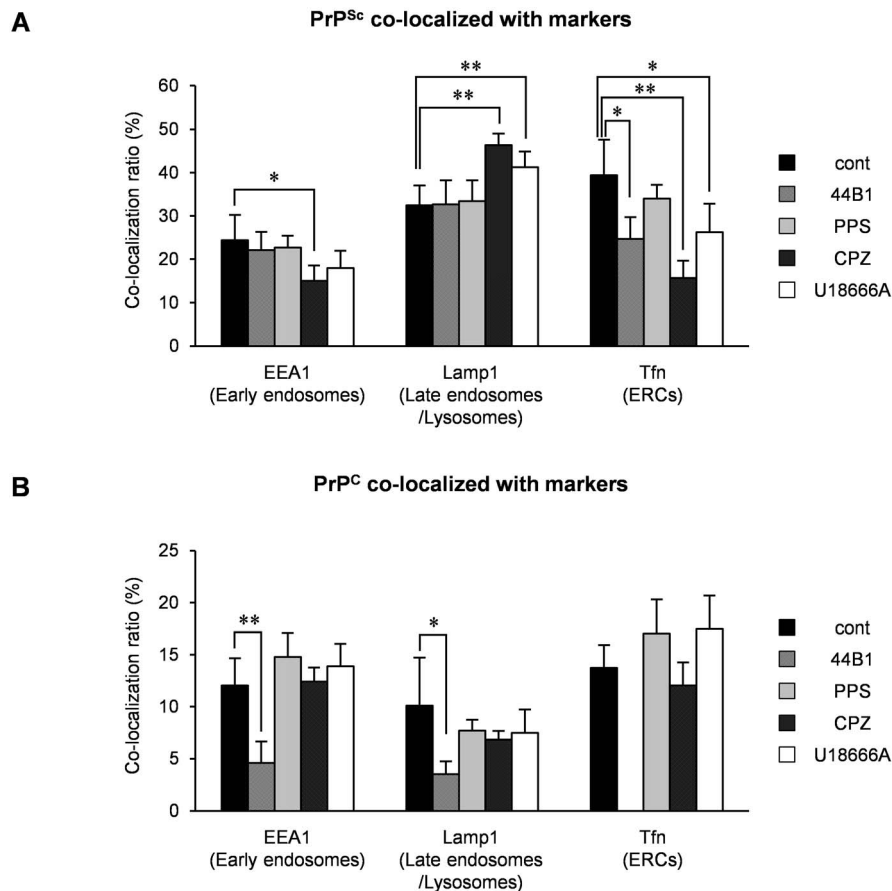 A
PrP^Sc co-localized with markers
Co-localization ratio (%)
60
50
40
30
20
10
0
*
**
**
*
**
*
EEA1
(Early endosomes)
Lamp1
(Late endosomes
/Lysosomes)
Tfn
(ERCs)
cont
44B1
PPS
CPZ
U18666A
B
PrP^C co-localized with markers
Co-localization ratio (%)
25
20
15
10
5
0
**
*
EEA1
(Early endosomes)
Lamp1
(Late endosomes
/Lysosomes)
Tfn
(ERCs)
cont
44B1
PPS
CPZ
U18666A